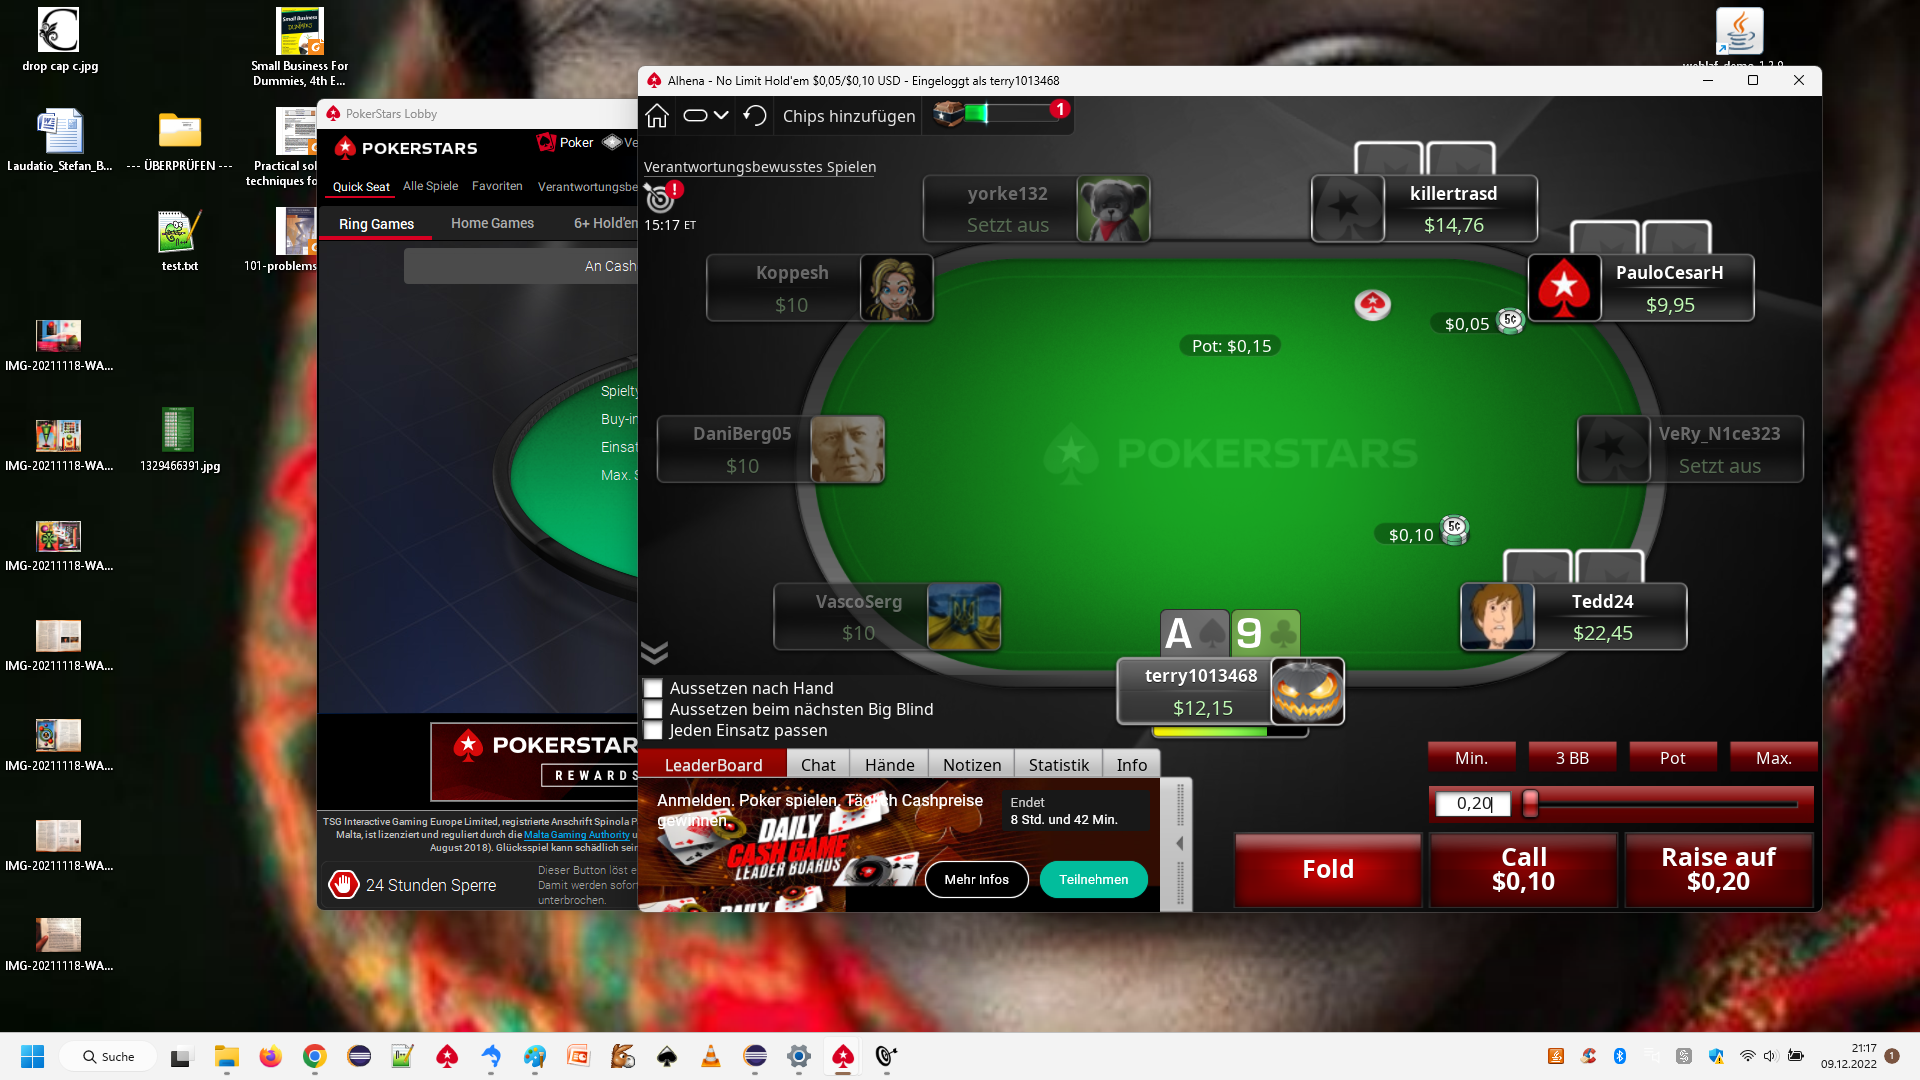 drop cap c.jpg
Small Business For
Dummies, 4th E...
Laudatio_Stefan_B...
--- ÜBERPRÜFEN ---
Practical sol
techniques fo
test.txt
101-problems
IMG-20211118-WA...
IMG-20211118-WA...
1329466391.jpg
IMG-20211118-WA...
IMG-20211118-WA...
IMG-20211118-WA...
IMG-20211118-WA...
IMG-20211118-WA...
PokerStars Lobby
POKERSTARS
Poker
Ve
Quick Seat
Alle Spiele
Favoriten
Verantwortungsbe
Ring Games
Home Games
6+ Hold'en
An Cash
Spielty
Buy-in
Einsat
Max. S
POKERSTAR
REWARDS
TSG Interactive Gaming Europe Limited, registrierte Anschrift Spinola P
Malta, ist lizenziert und reguliert durch die Malta Gaming Authority u
August 2018). Glücksspiel kann schädlich sein
24 Stunden Sperre
Dieser Button löst e
Damit werden sofor
unterbrochen.
Alhena - No Limit Hold'em $0,05/$0,10 USD - Eingeloggt als terry1013468
Chips hinzufügen
1
Verantwortungsbewusstes Spielen
!
15:17 ET
yorke132
Setzt aus
killertrasd
$14,76
Koppesh
$10
PauloCesarH
$9,95
$0,05
5¢
Pot: $0,15
DaniBerg05
$10
POKERSTARS
VeRy_N1ce323
Setzt aus
$0,10
5¢
VascoSerg
$10
Tedd24
$22,45
A
9
terry1013468
$12,15
Aussetzen nach Hand
Aussetzen beim nächsten Big Blind
Jeden Einsatz passen
LeaderBoard
Chat
Hände
Notizen
Statistik
Info
Anmelden. Poker spielen. Täglich Cashpreise
gewinnen
DAILY
CASH GAME
LEADER BOARDS
DAILY
Endet
8 Std. und 42 Min.
Mehr Infos
Teilnehmen
Min.
3 BB
Pot
Max.
0,20
Fold
Call
$0,10
Raise auf
$0,20
Suche
21:17
09.12.2022
1